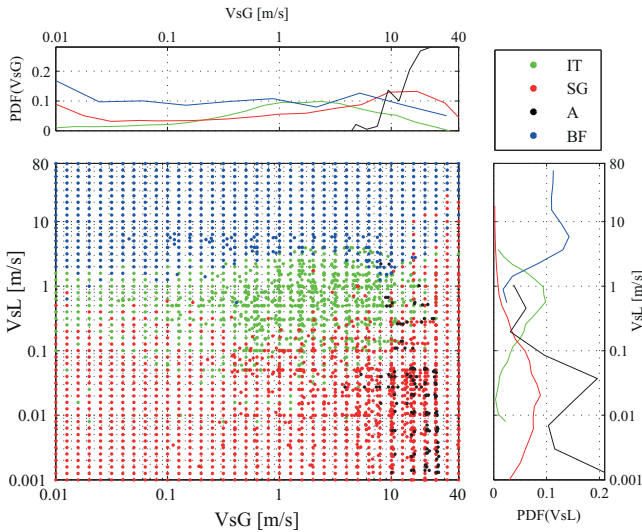 VsG [m/s]
0.01 0.1 1 10 40
PDF(VsG)
0.2
0.1
0
IT
SG
A
BF
VsL [m/s]
80
10
1
0.1
0.01
0.001
0.01 0.1 1 10 40
VsG [m/s]
80
10
1
0.1
0.01
0.001
VsL [m/s]
0 0.1 0.2
PDF(VsL)